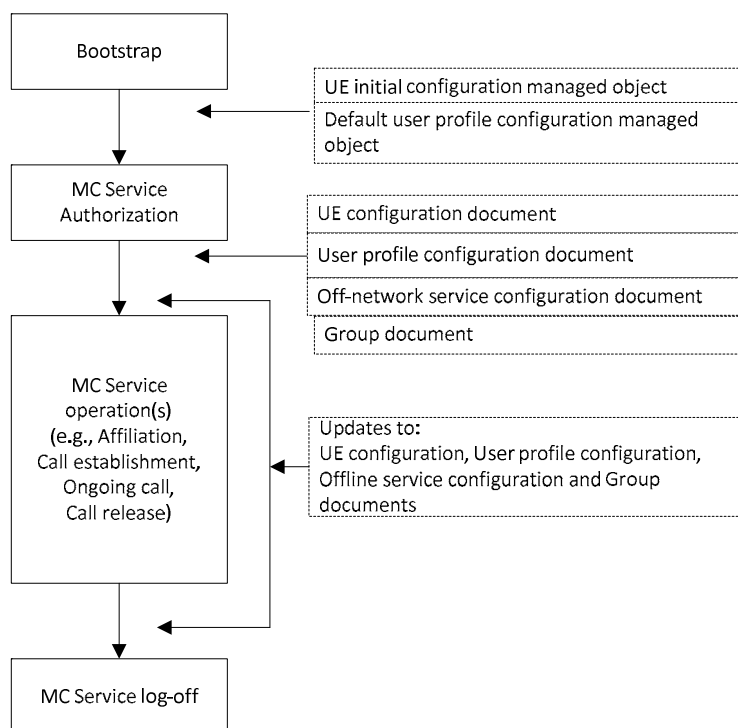 Bootstrap
UE initial configuration managed object
Default user profile configuration managed
object
MC Service
Authorization
UE configuration document
User profile configuration document
Off-network service configuration document
Group document
MC Service
operation(s)
(e.g., Affiliation,
Call establishment,
Ongoing call,
Call release)
Updates to:
UE configuration, User profile configuration,
Offline service configuration and Group
documents
MC Service log-off